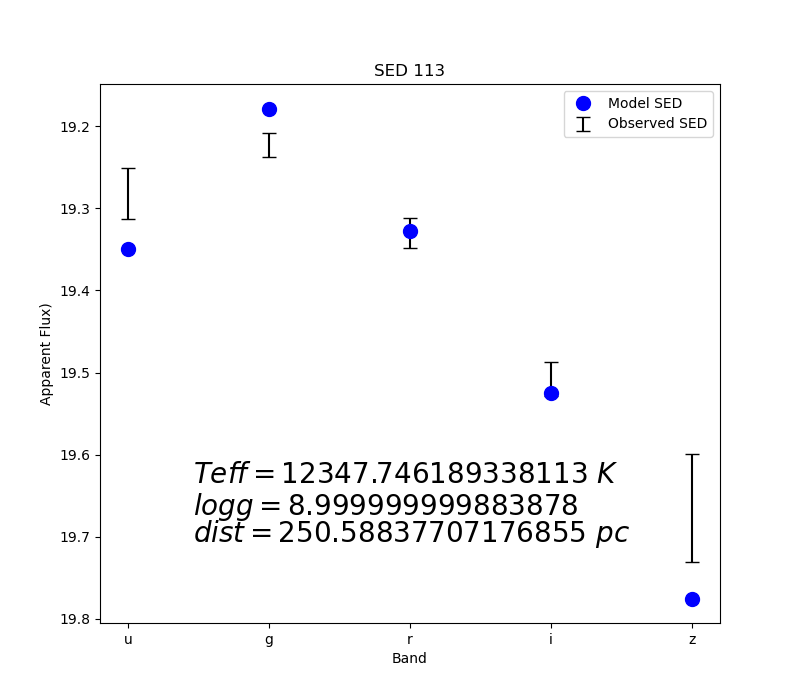 SED 113
Model SED
Observed SED
19.2
19.3
19.4
19.5
19.6
19.7
19.8
Apparent Flux)
Teff = 12347.746189338113 K
logg = 8.999999999883878
dist = 250.58837707176855 pc
u g r i z
Band